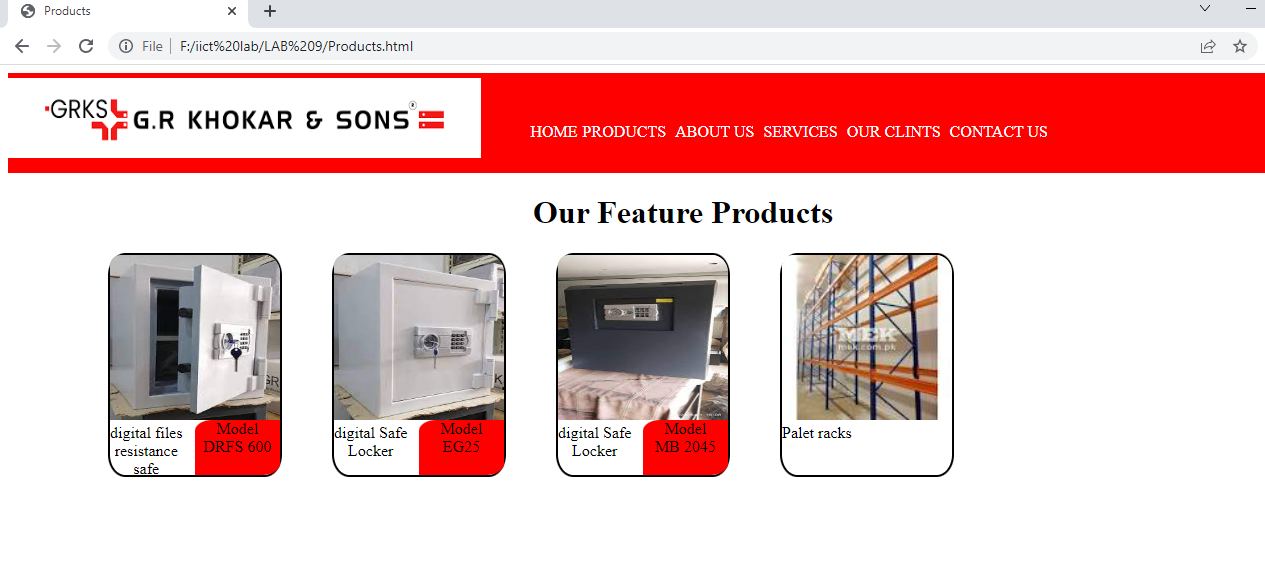 Products
File
F:/iict%20lab/LAB%209/Products.html
GRKS G.R KHOKAR & SONS ®
HOME PRODUCTS ABOUT US SERVICES OUR CLINTS CONTACT US
Our Feature Products
GR
MEK
mek.com.pk
digital files
resistance
safe
Model
DRFS 600
digital Safe
Locker
Model
EG25
digital Safe
Locker
Model
MB 2045
Palet racks